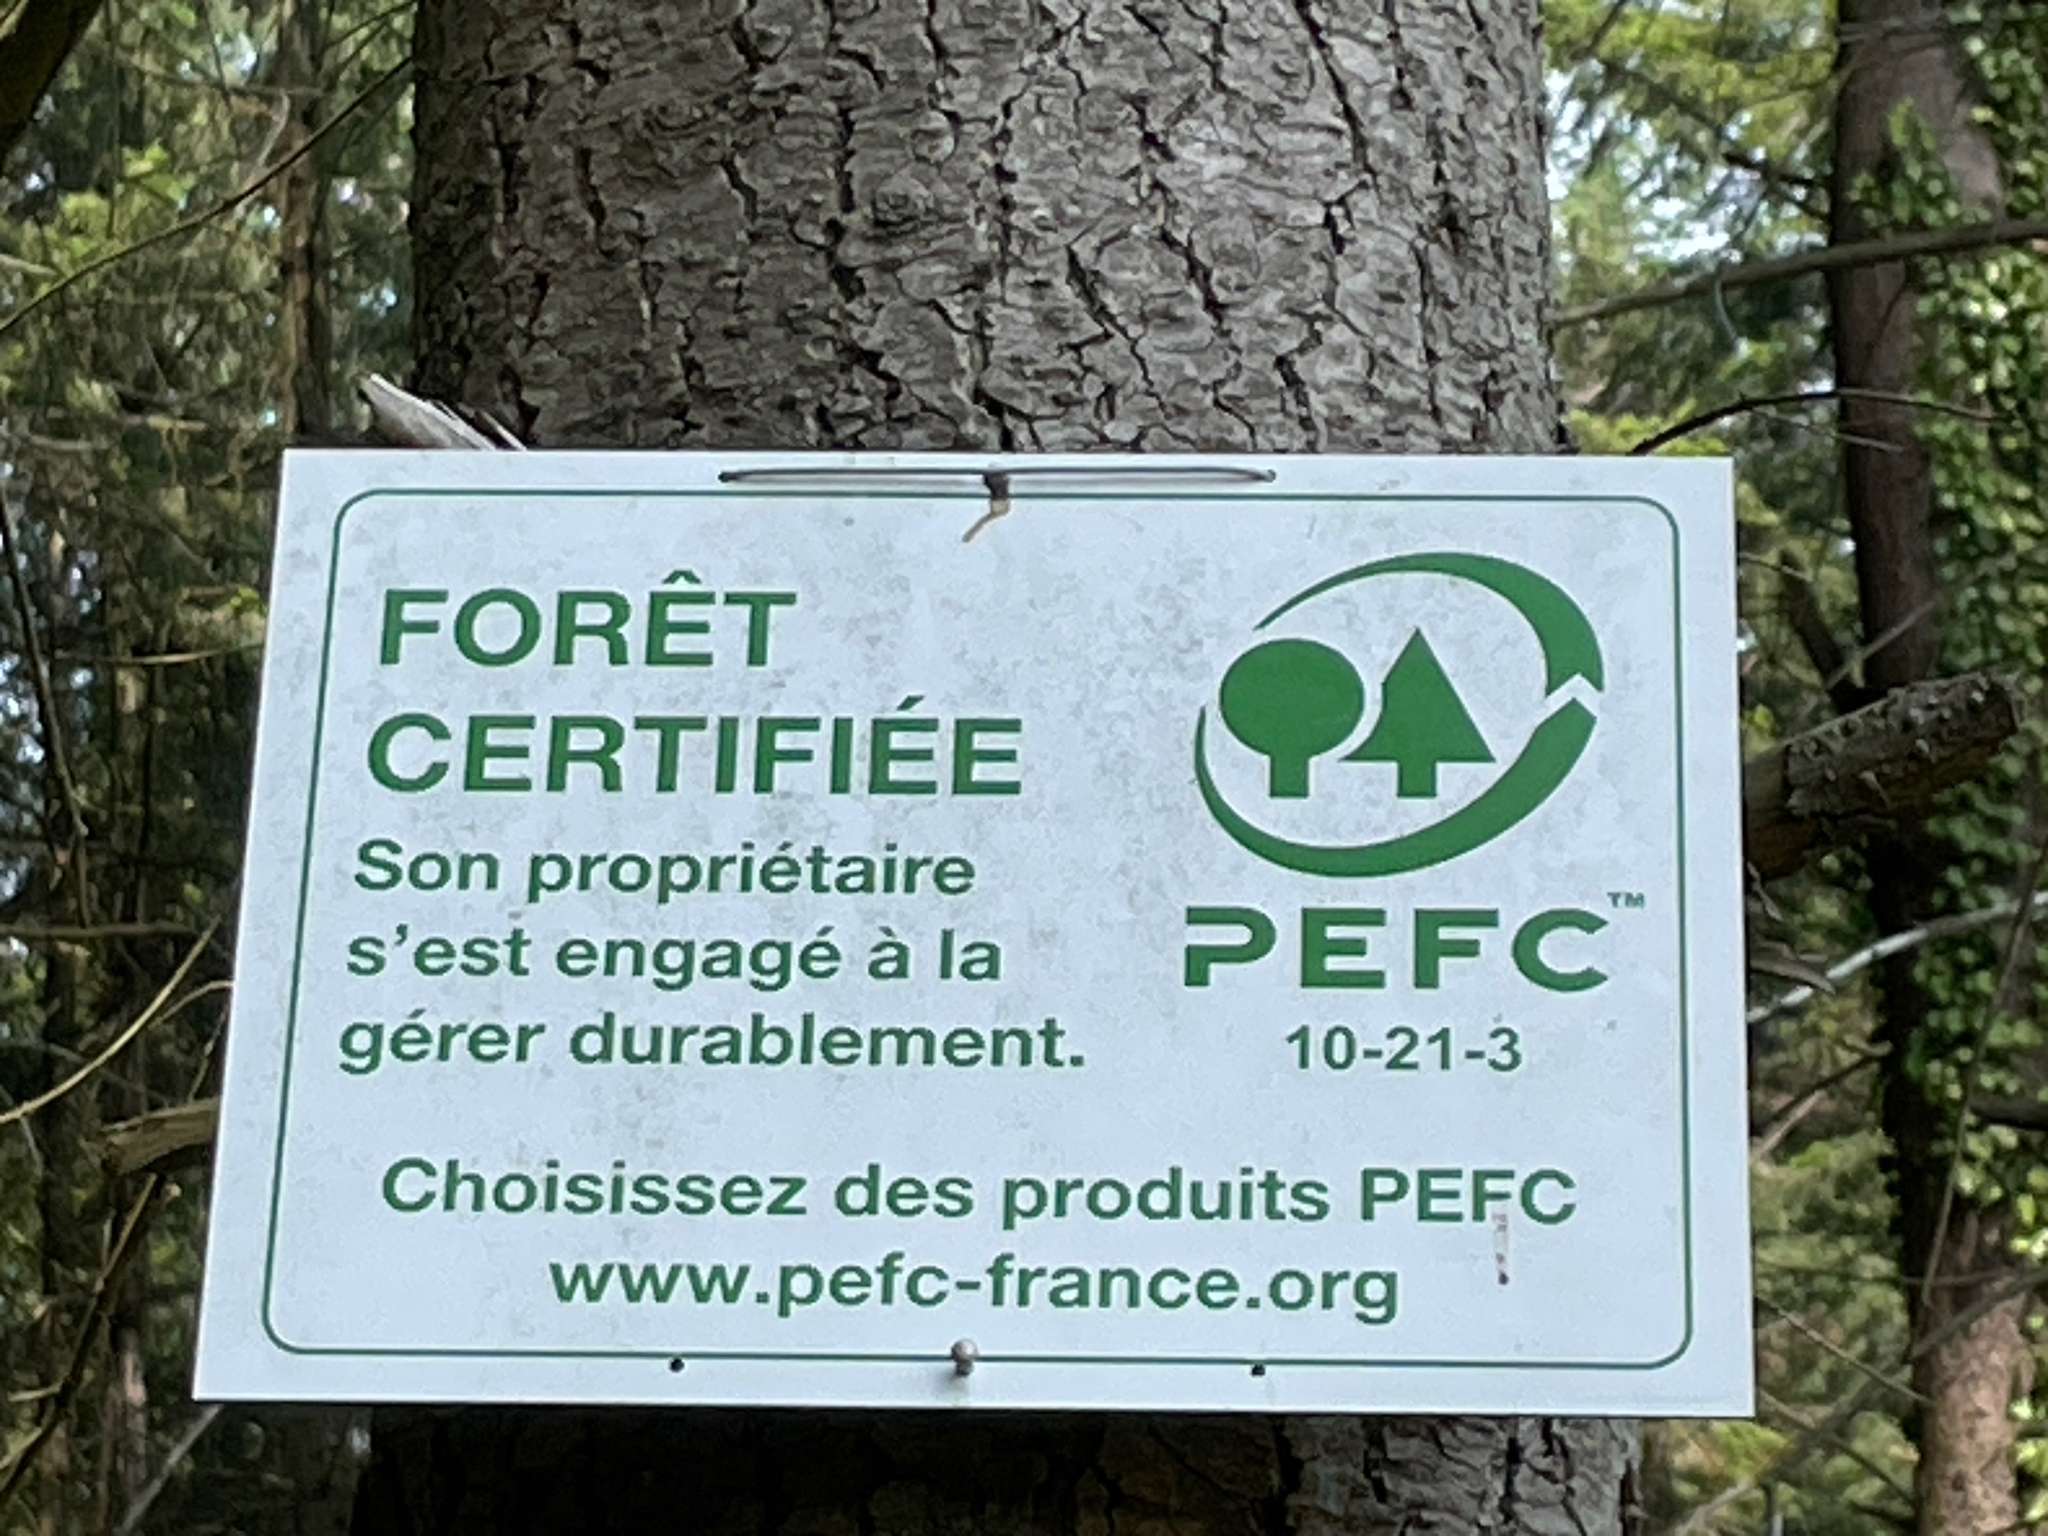 FORÊT
CERTIFIÉE
Son propriétaire
s'est engagé à la
gérer durablement.
PEFC™
10-21-3
Choisissez des produits PEFC
www.pefc-france.org